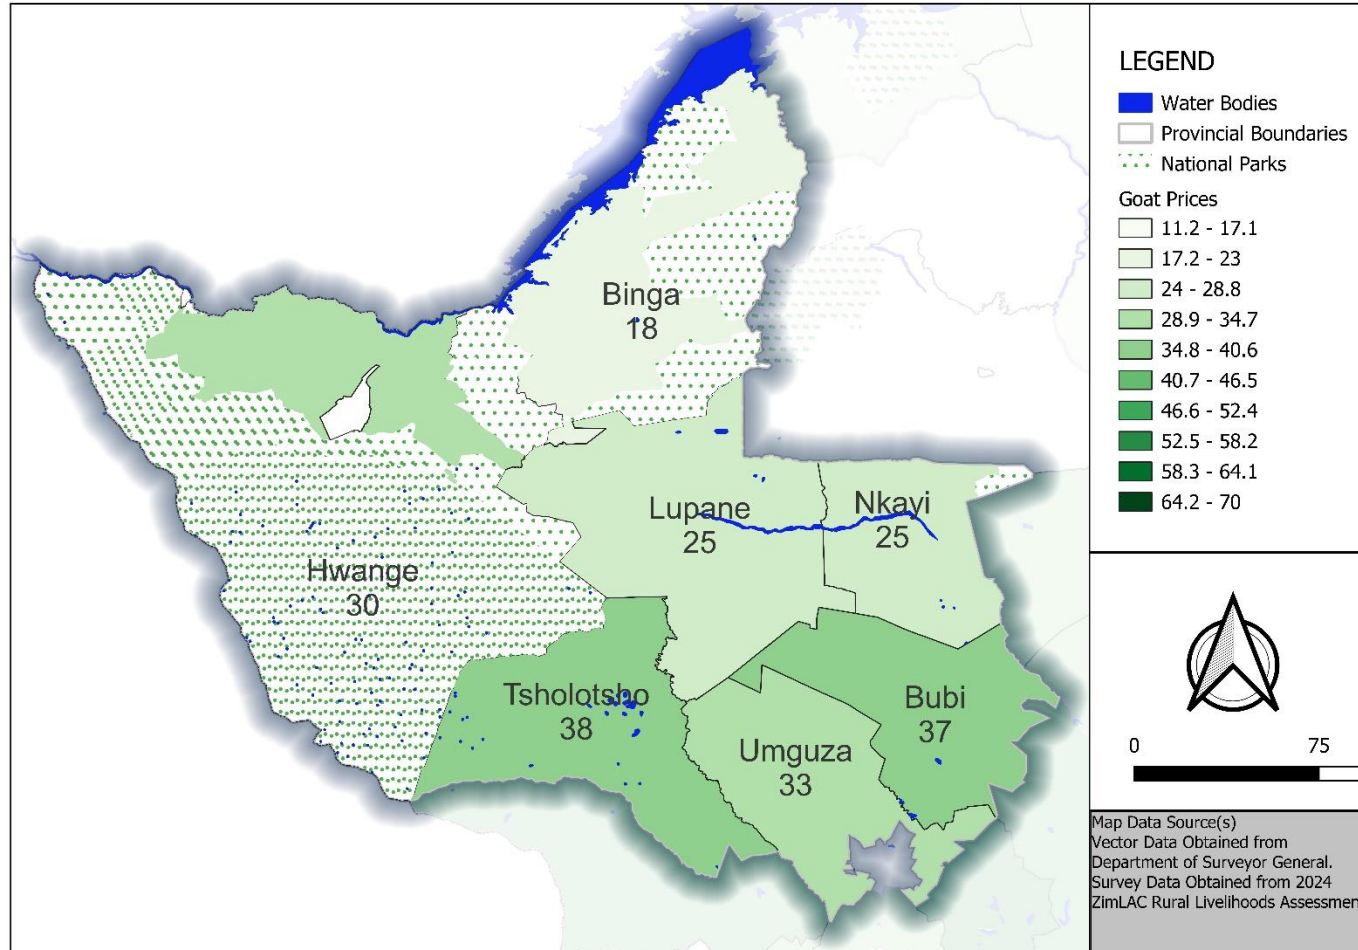 LEGEND
Water Bodies
Provincial Boundaries
National Parks
Goat Prices
11.2 - 17.1
17.2 - 23
24 - 28.8
28.9 - 34.7
34.8 - 40.6
40.7 - 46.5
46.6 - 52.4
52.5 - 58.2
58.3 - 64.1
64.2 - 70
Binga
18
Lupane
25
Nkayi
25
Hwange
30
Tsholotsho
38
Bubi
37
Umguza
33
0 75
Map Data Source(s)
Vector Data Obtained from
Department of Surveyor General.
Survey Data Obtained from 2024
ZimLAC Rural Livelihoods Assessmen